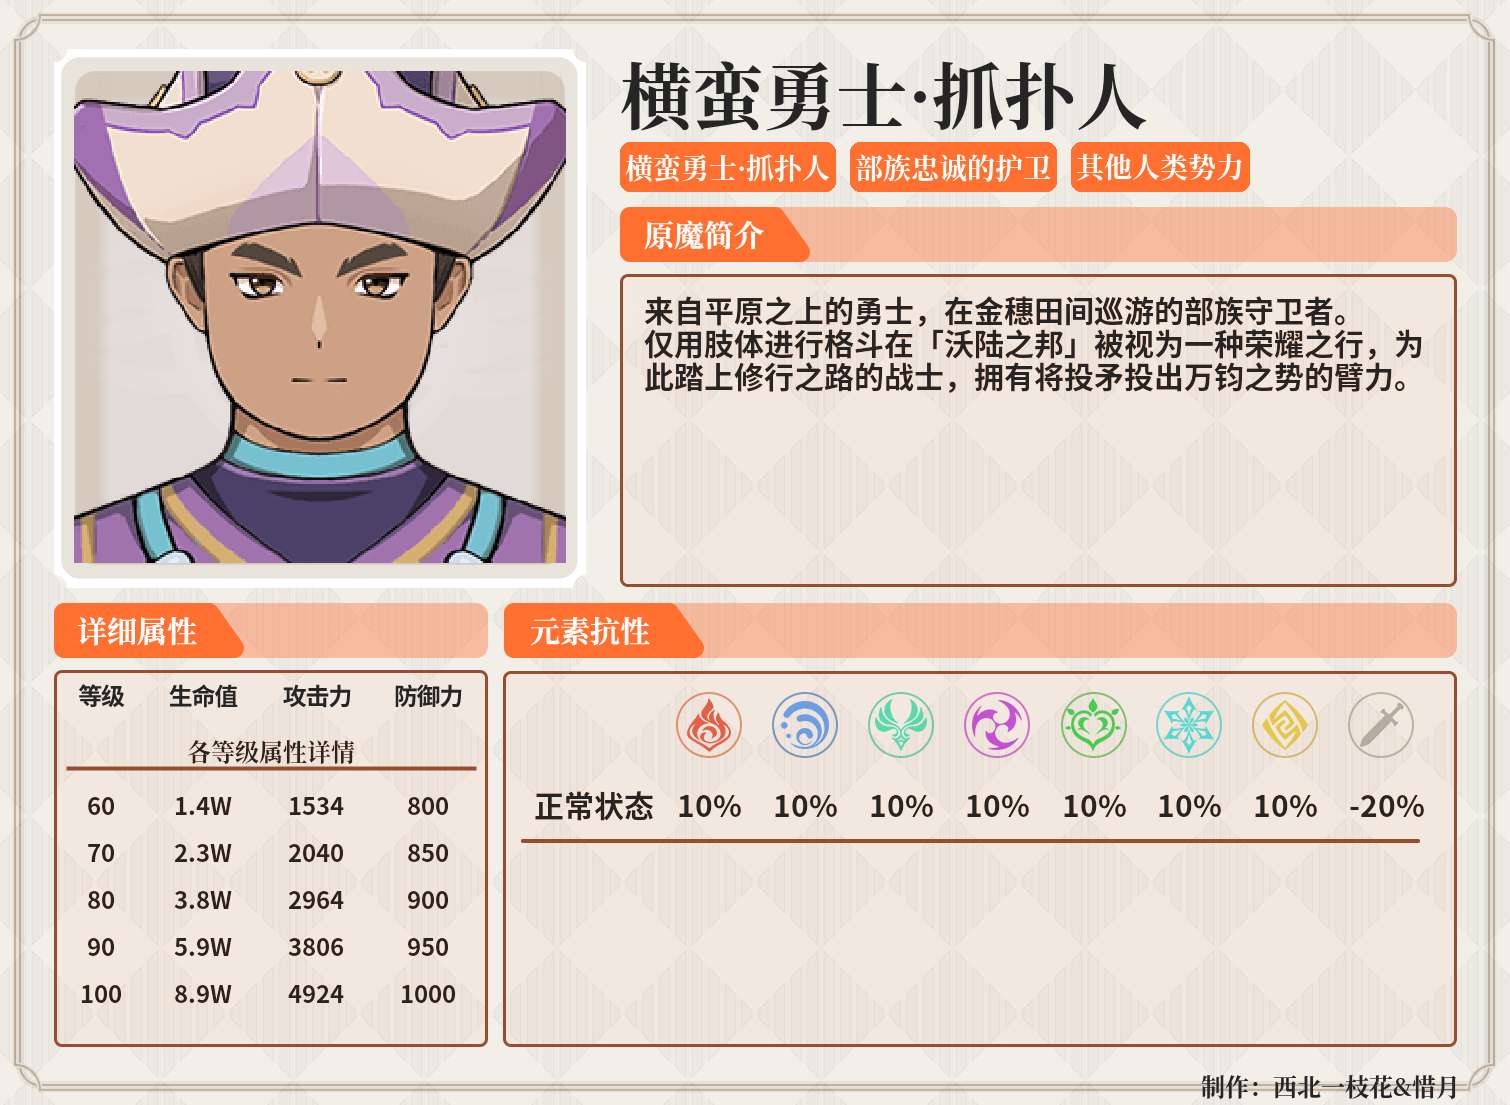 横蛮勇士·抓扑人
横蛮勇士·抓扑人 部族忠诚的护卫 其他人类势力
原魔简介
来自平原之上的勇士，在金穗田间巡游的部族守卫者。
仅用肢体进行格斗在「沃陆之邦」被视为一种荣耀之行，为
此踏上修行之路的战士，拥有将投矛投出万钧之势的臂力。
详细属性
等级 生命值 攻击力 防御力
各等级属性详情
60 1.4W 1534 800
70 2.3W 2040 850
80 3.8W 2964 900
90 5.9W 3806 950
100 8.9W 4924 1000
元素抗性
正常状态 10% 10% 10% 10% 10% 10% 10% -20%
制作：西北一枝花&惜月